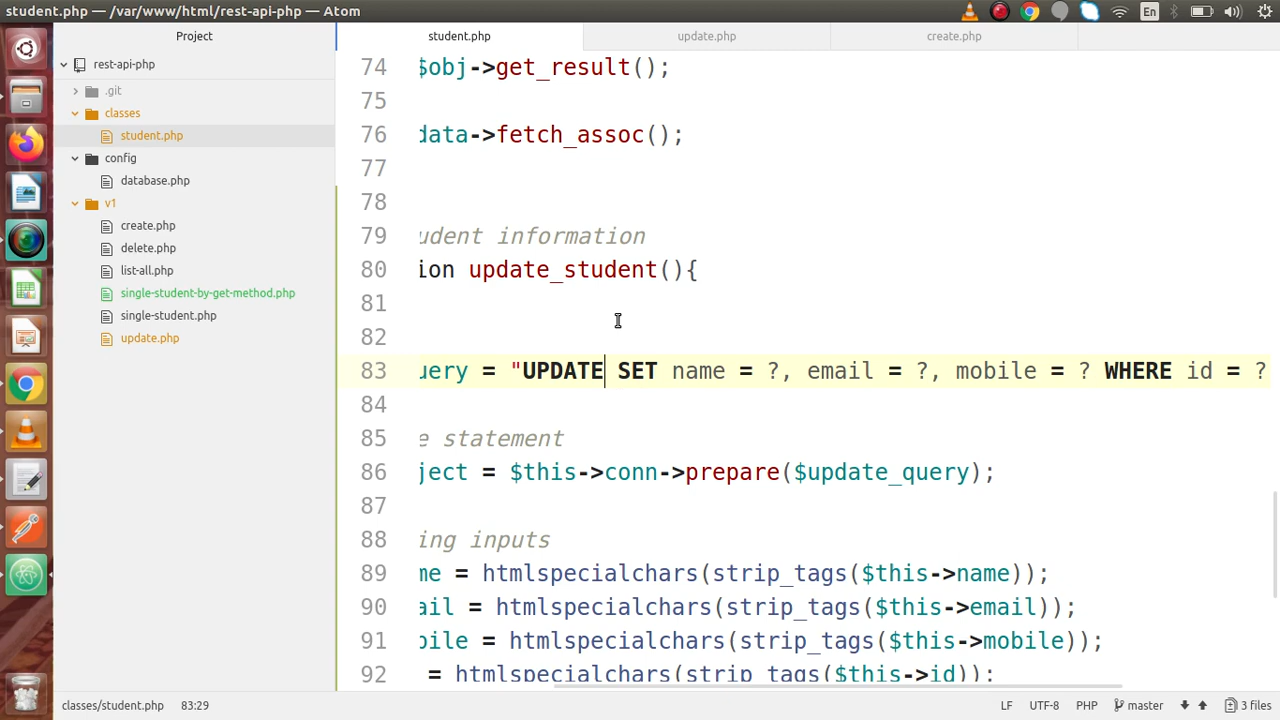 student.php — /var/www/html/rest-api-php — Atom
En
Project
student.php
update.php
create.php
rest-api-php
.git
classes
student.php
config
database.php
v1
create.php
delete.php
list-all.php
single-student-by-get-method.php
single-student.php
update.php
74 $obj->get_result();
75
76 data->fetch_assoc();
77
78
79 udent information
80 ion update_student(){
81
82
83 uery = "UPDATE SET name = ?, email = ?, mobile = ? WHERE id = ?
84
85 e statement
86 ject = $this->conn->prepare($update_query);
87
88 ing inputs
89 me = htmlspecialchars(strip_tags($this->name));
90 ail = htmlspecialchars(strip_tags($this->email));
91 bile = htmlspecialchars(strip_tags($this->mobile));
92 = htmlspecialchars(strip_tags($this->id));
classes/student.php 83:29 LF UTF-8 PHP master 3 files